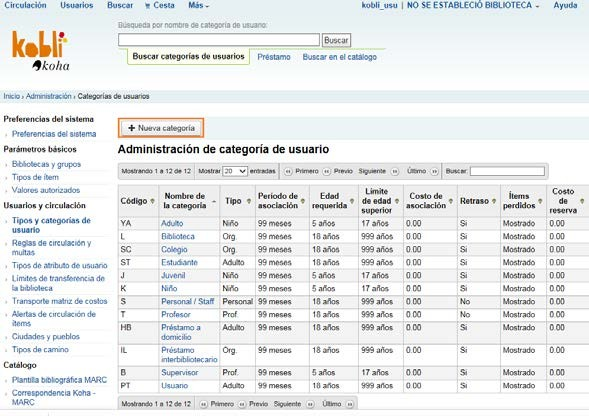 Circulación Usuarios Buscar Cesta Más kobli_usu | NO SE ESTABLECIÓ BIBLIOTECA Ayuda
kobli
koha
Búsqueda por nombre de categoría de usuario:
Buscar
Buscar categorías de usuarios Préstamo Buscar en el catálogo
Inicio › Administración › Categorías de usuarios
Preferencias del sistema
Preferencias del sistema
Parámetros básicos
Bibliotecas y grupos
Tipos de ítem
Valores autorizados
Usuarios y circulación
Tipos y categorías de
usuario
Reglas de circulación y
multas
Tipos de atributo de usuario
Límites de transferencia de
la biblioteca
Transporte matriz de costos
Alertas de circulación de
ítems
Ciudades y pueblos
Tipos de camino
Catálogo
Plantilla bibliográfica MARC
Correspondencia Koha -
MARC
+ Nueva categoría
Administración de categoría de usuario
Mostrando 1 a 12 de 12 Mostrar 20 entradas Primero Previo Siguiente Último Buscar:
Código Nombre de la categoría Tipo Período de asociación Edad requerida Límite de edad superior Costo de asociación Retraso Ítems perdidos Costo de reserva
YA Adulto Niño 99 meses 5 años 17 años 0.00 Si Mostrado 0.00
L Biblioteca Org. 99 meses 18 años 999 años 0.00 Si Mostrado 0.00
SC Colegio Org. 99 meses 18 años 999 años 0.00 Si Mostrado 0.00
ST Estudiante Adulto 99 meses 18 años 999 años 0.00 Si Mostrado 0.00
J Juvenil Niño 99 meses 5 años 17 años 0.00 Si Mostrado 0.00
K Niño Niño 99 meses 5 años 17 años 0.00 Si Mostrado 0.00
S Personal / Staff Personal 99 meses 18 años 999 años 0.00 No Mostrado 0.00
T Profesor Prof. 99 meses 18 años 999 años 0.00 No Mostrado 0.00
HB Préstamo a Adulto 99 meses 18 años 999 años 0.00 Si Mostrado 0.00
domicilio
IL Préstamo Org. 99 meses 18 años 999 años 0.00 Si Mostrado 0.00
interbibliotecario
B Supervisor Prof. 99 meses 5 años 17 años 0.00 Si Mostrado 0.00
PT Usuario Adulto 99 meses 18 años 999 años 0.00 Si Mostrado 0.00
Mostrando 1 a 12 de 12 Primero Previo Siguiente Último